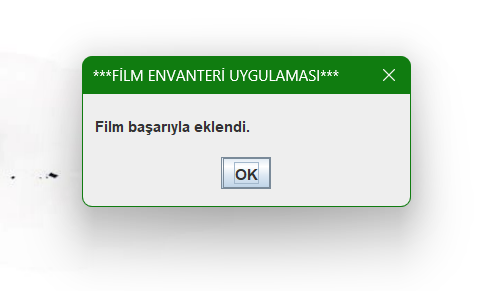 ***FİLM ENVANTERİ UYGULAMASI***
Film başarıyla eklendi.
OK